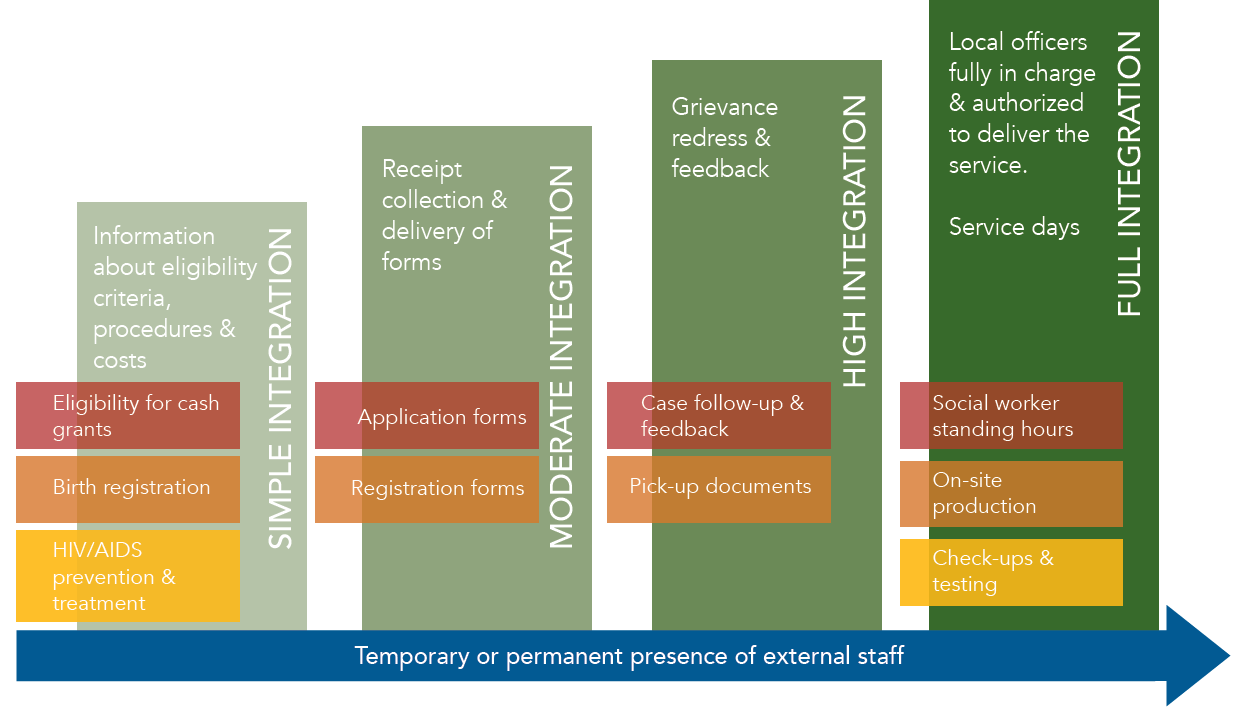 Information
about eligibility
criteria,
procedures &
costs
SIMPLE INTEGRATION
Eligibility for cash
grants
Birth registration
HIV/AIDS
prevention &
treatment
Receipt
collection &
delivery of
forms
MODERATE INTEGRATION
Application forms
Registration forms
Grievance
redress &
feedback
HIGH INTEGRATION
Case follow-up &
feedback
Pick-up documents
Local officers
fully in charge
& authorized
to deliver the
service.
Service days
FULL INTEGRATION
Social worker
standing hours
On-site
production
Check-ups &
testing
Temporary or permanent presence of external staff